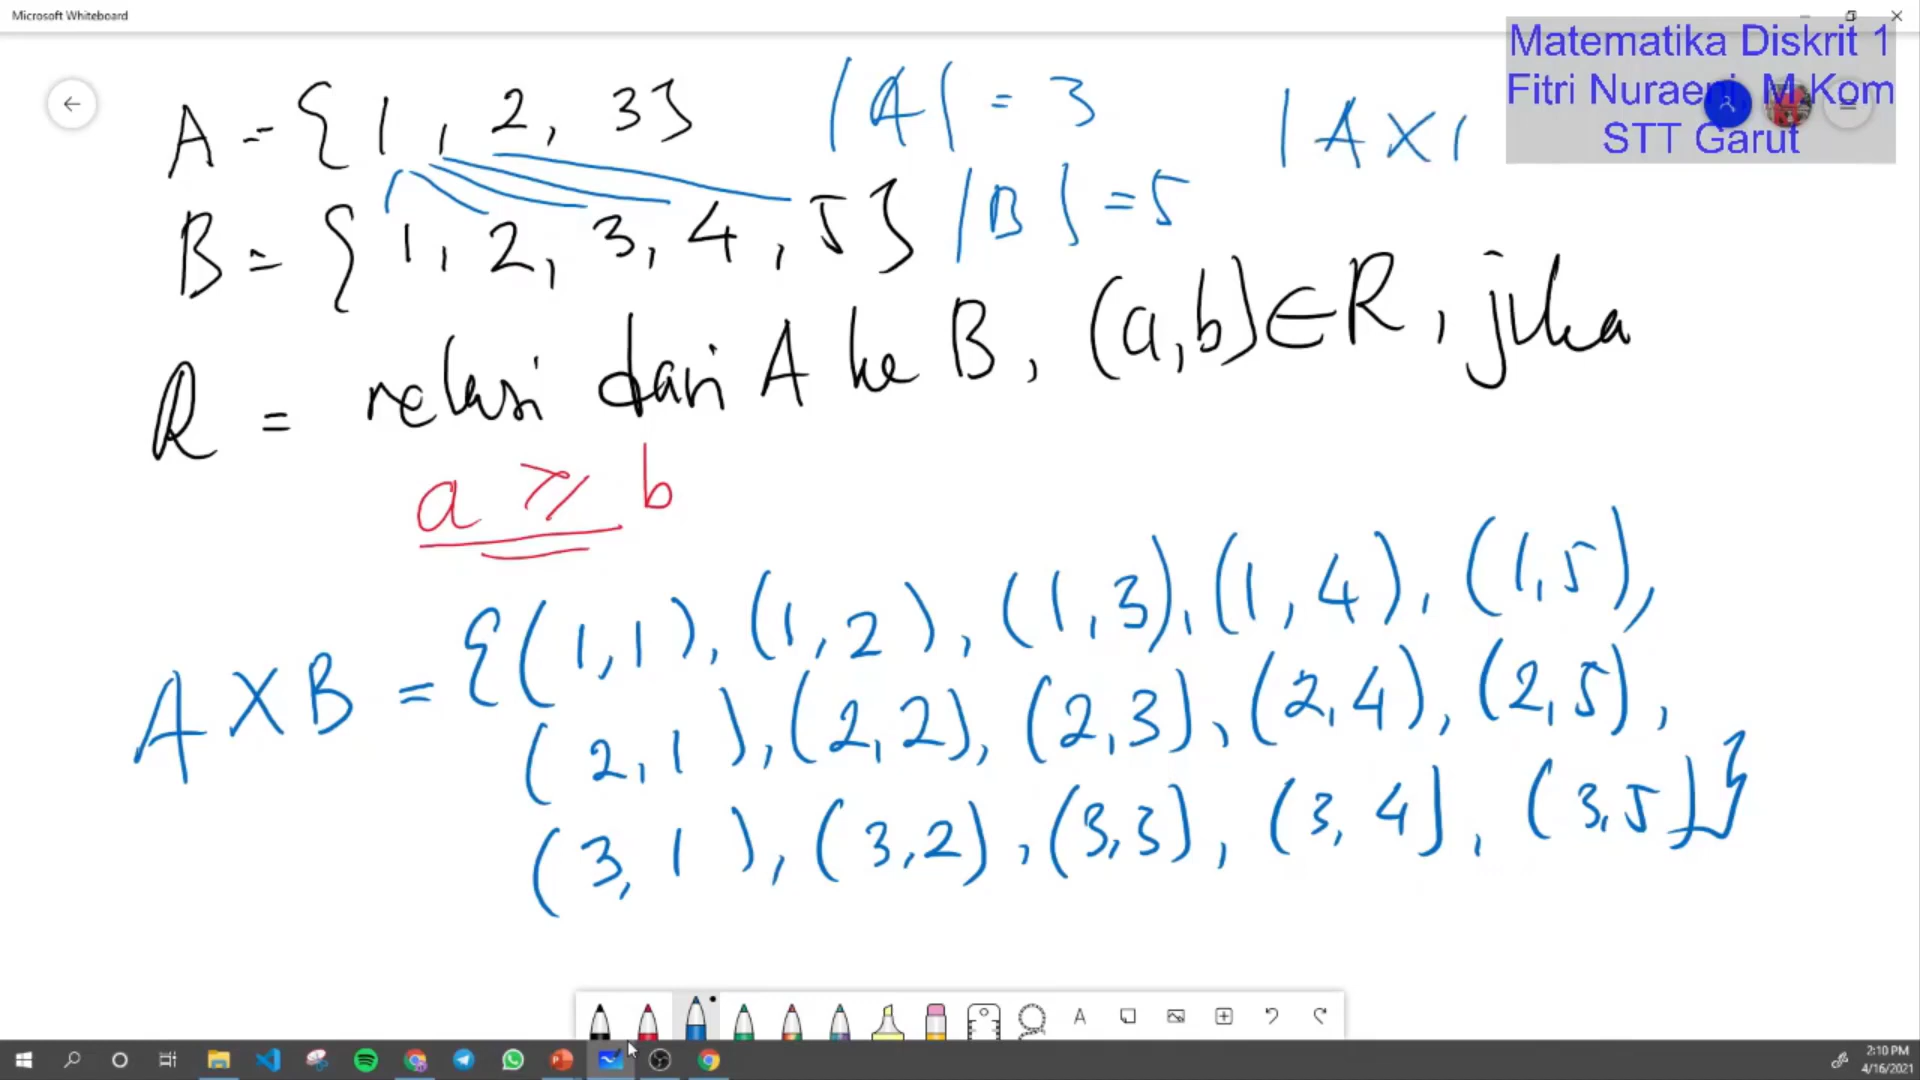 Microsoft Whiteboard
Matematika Diskrit 1
Fitri Nuraeni, M.Kom
STT Garut
A = {1, 2, 3} |A| = 3 |A X
B = {1, 2, 3, 4, 5} |B| = 5
R = relasi dari A ke B, (a,b) ∈ R, jika
a ≥ b
A X B = {(1,1), (1,2), (1,3), (1,4), (1,5),
(2,1), (2,2), (2,3), (2,4), (2,5),
(3,1), (3,2), (3,3), (3,4), (3,5)}
2:10 PM
4/16/2021